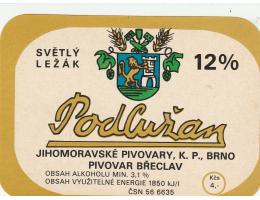 SVĚTLÝ
LEŽÁK
12%
Podlužan
JIHOMORAVSKÉ PIVOVARY, K. P., BRNO
PIVOVAR BŘECLAV
OBSAH ALKOHOLU MIN. 3,1 %
OBSAH VYUŽITELNÉ ENERGIE 1850 kJ/l
ČSN 56 6635
Kčs
4,-